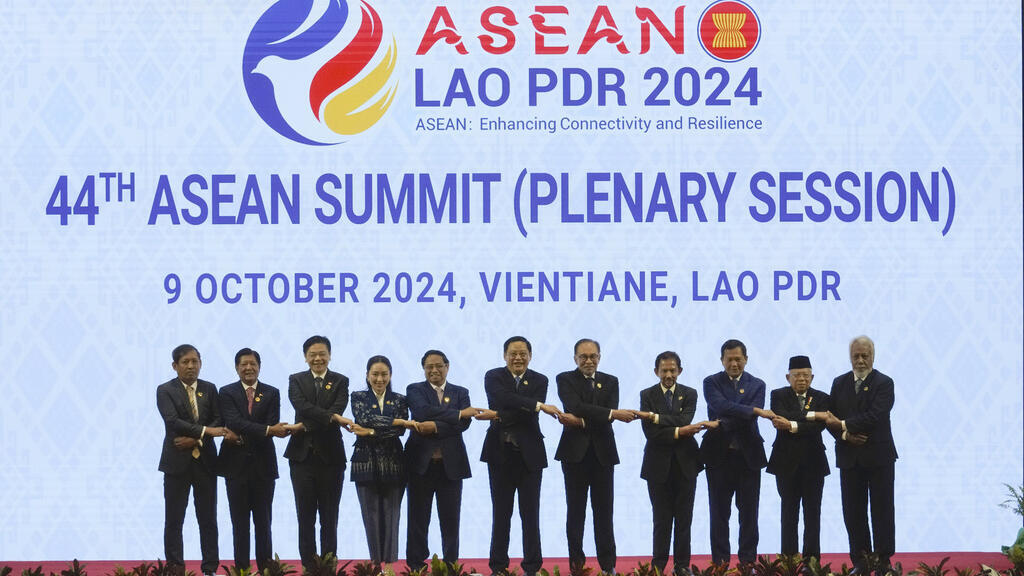 ASEAN
LAO PDR 2024
ASEAN: Enhancing Connectivity and Resilience
44TH ASEAN SUMMIT (PLENARY SESSION)
9 OCTOBER 2024, VIENTIANE, LAO PDR